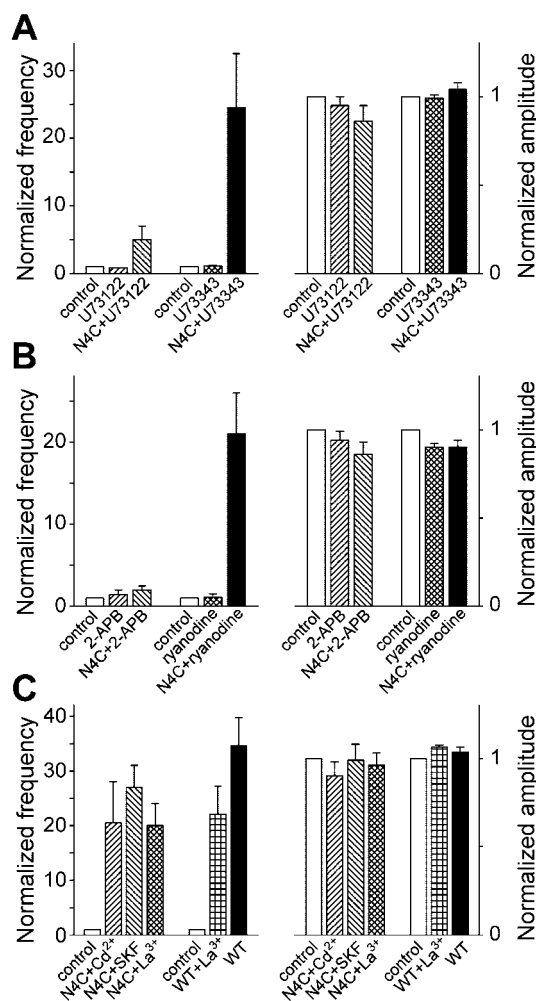 A
Normalized frequency
30
25
10
5
0
control
U73122
N4C+U73122
control
U73343
N4C+U73343
control
U73122
N4C+U73122
control
U73343
N4C+U73343
1
0
Normalized amplitude
B
Normalized frequency
20
10
0
control
2-APB
N4C+2-APB
control
ryanodine
N4C+ryanodine
control
2-APB
N4C+2-APB
control
ryanodine
N4C+ryanodine
1
0
Normalized amplitude
C
Normalized frequency
40
30
20
10
0
control
N4C+Cd²⁺
N4C+SKF
N4C+La³⁺
control
WT+La³⁺
WT
control
N4C+Cd²⁺
N4C+SKF
N4C+La³⁺
control
WT+La³⁺
WT
1
0
Normalized amplitude